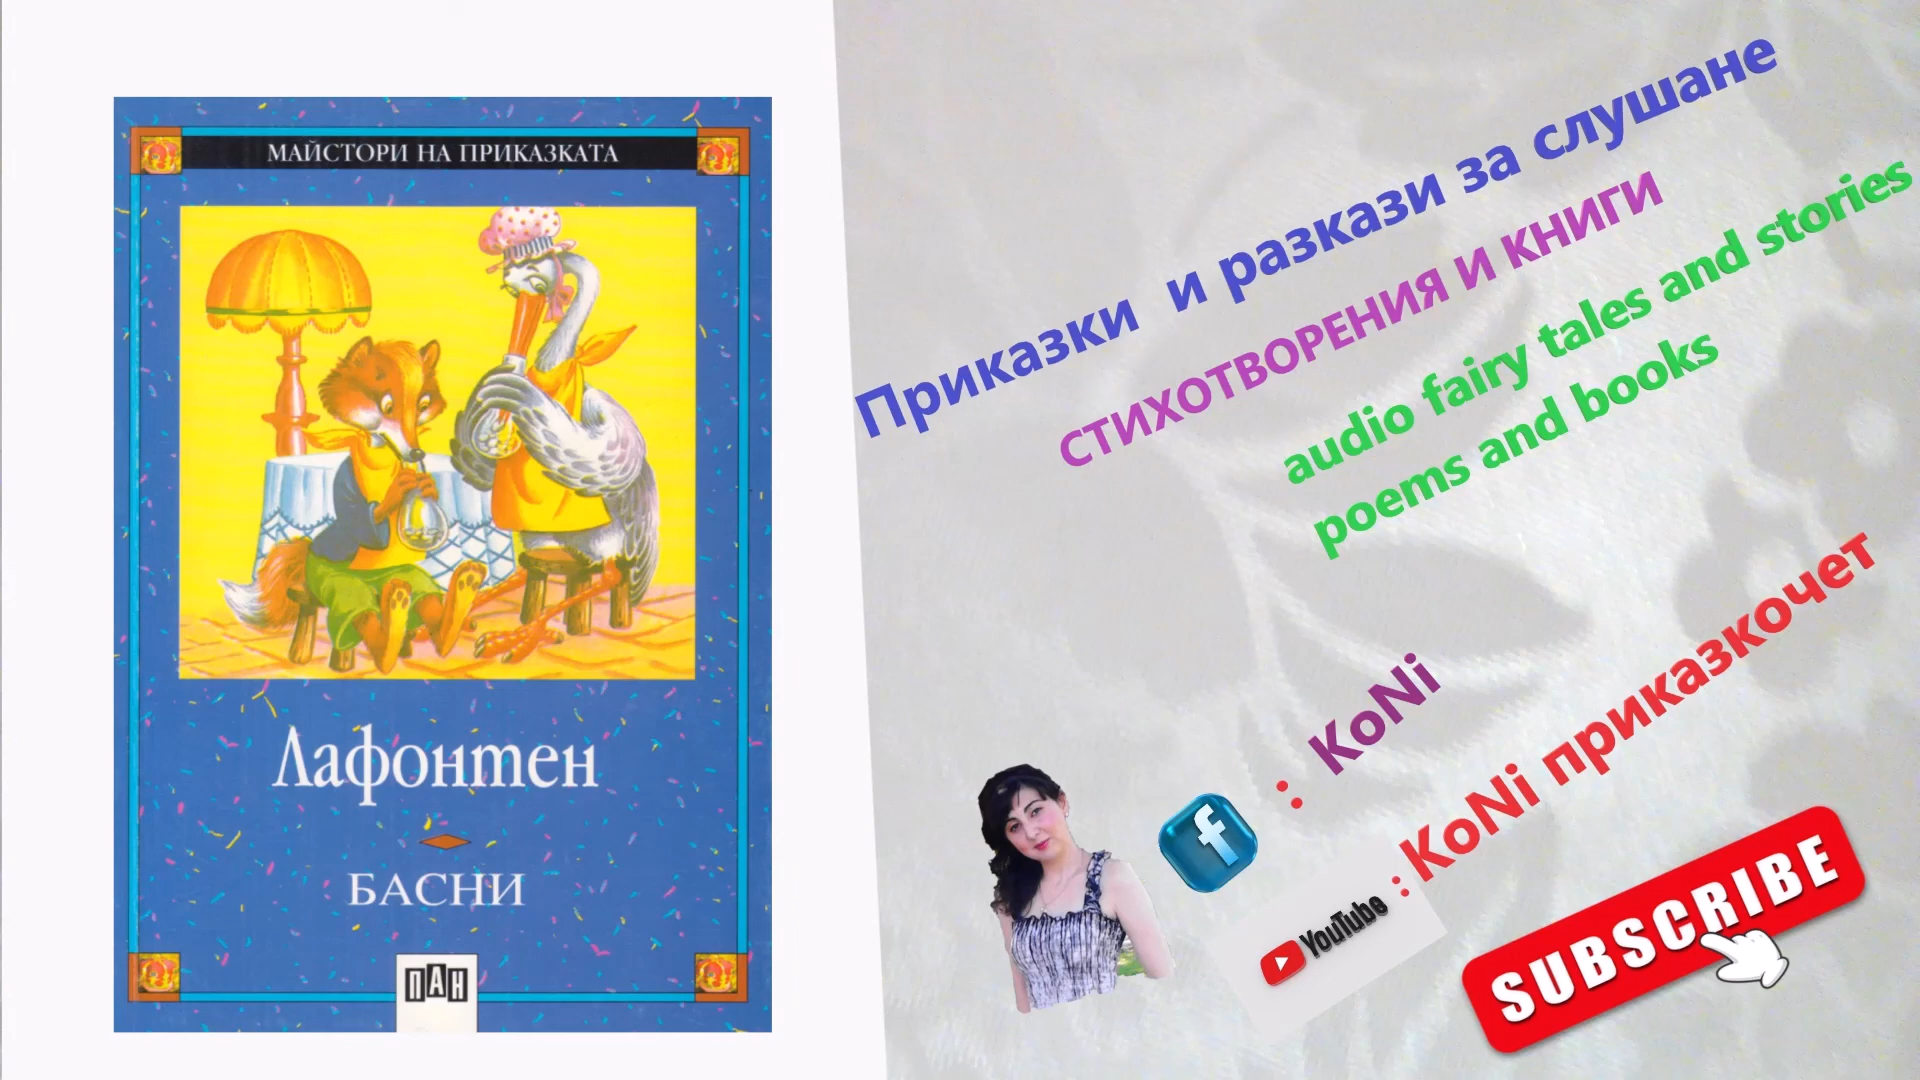 МАЙСТОРИ НА ПРИКАЗКАТА
Лафонтен
БАСНИ
ПАН
Приказки и разкази за слушане
СТИХОТВОРЕНИЯ И КНИГИ
audio fairy tales and stories
poems and books
f : KoNi
YouTube : KoNi приказкочет
SUBSCRIBE